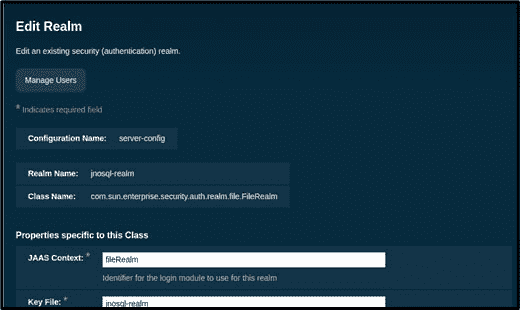 Edit Realm
Edit an existing security (authentication) realm.
Manage Users
* Indicates required field
Configuration Name: server-config
Realm Name: jnosql-realm
Class Name: com.sun.enterprise.security.auth.realm.file.FileRealm
Properties specific to this Class
JAAS Context: * fileRealm
Identifier for the login module to use for this realm
Key File: * jnosql-realm